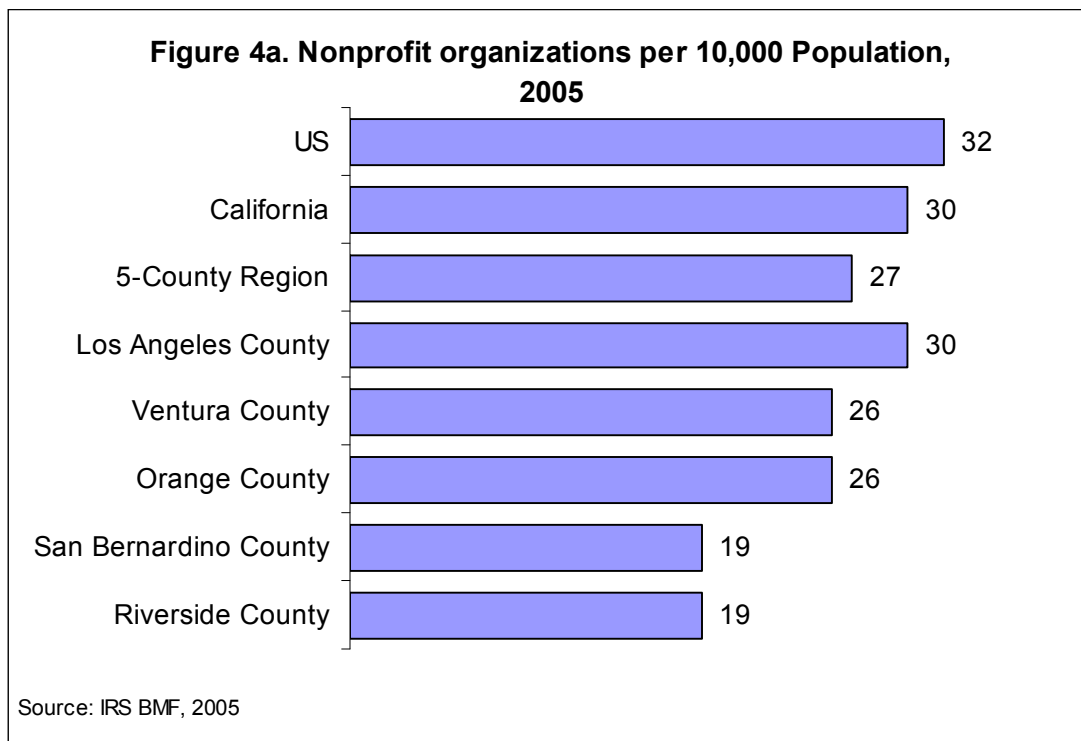 Figure 4a. Nonprofit organizations per 10,000 Population,
2005
US 32
California 30
5-County Region 27
Los Angeles County 30
Ventura County 26
Orange County 26
San Bernardino County 19
Riverside County 19
Source: IRS BMF, 2005